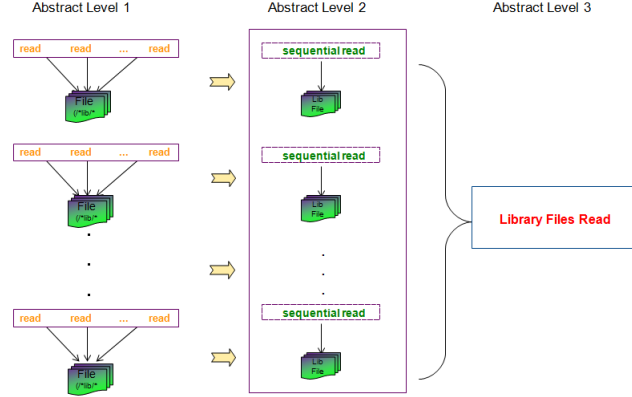 Abstract Level 1
Abstract Level 2
Abstract Level 3
read read ... read
sequential read
File
(/*lib/*
Lib
File
read read ... read
sequential read
File
(/*lib/*
Lib
File
Library Files Read
.
.
.
.
.
.
read read ... read
sequential read
File
(/*lib/*
Lib
File